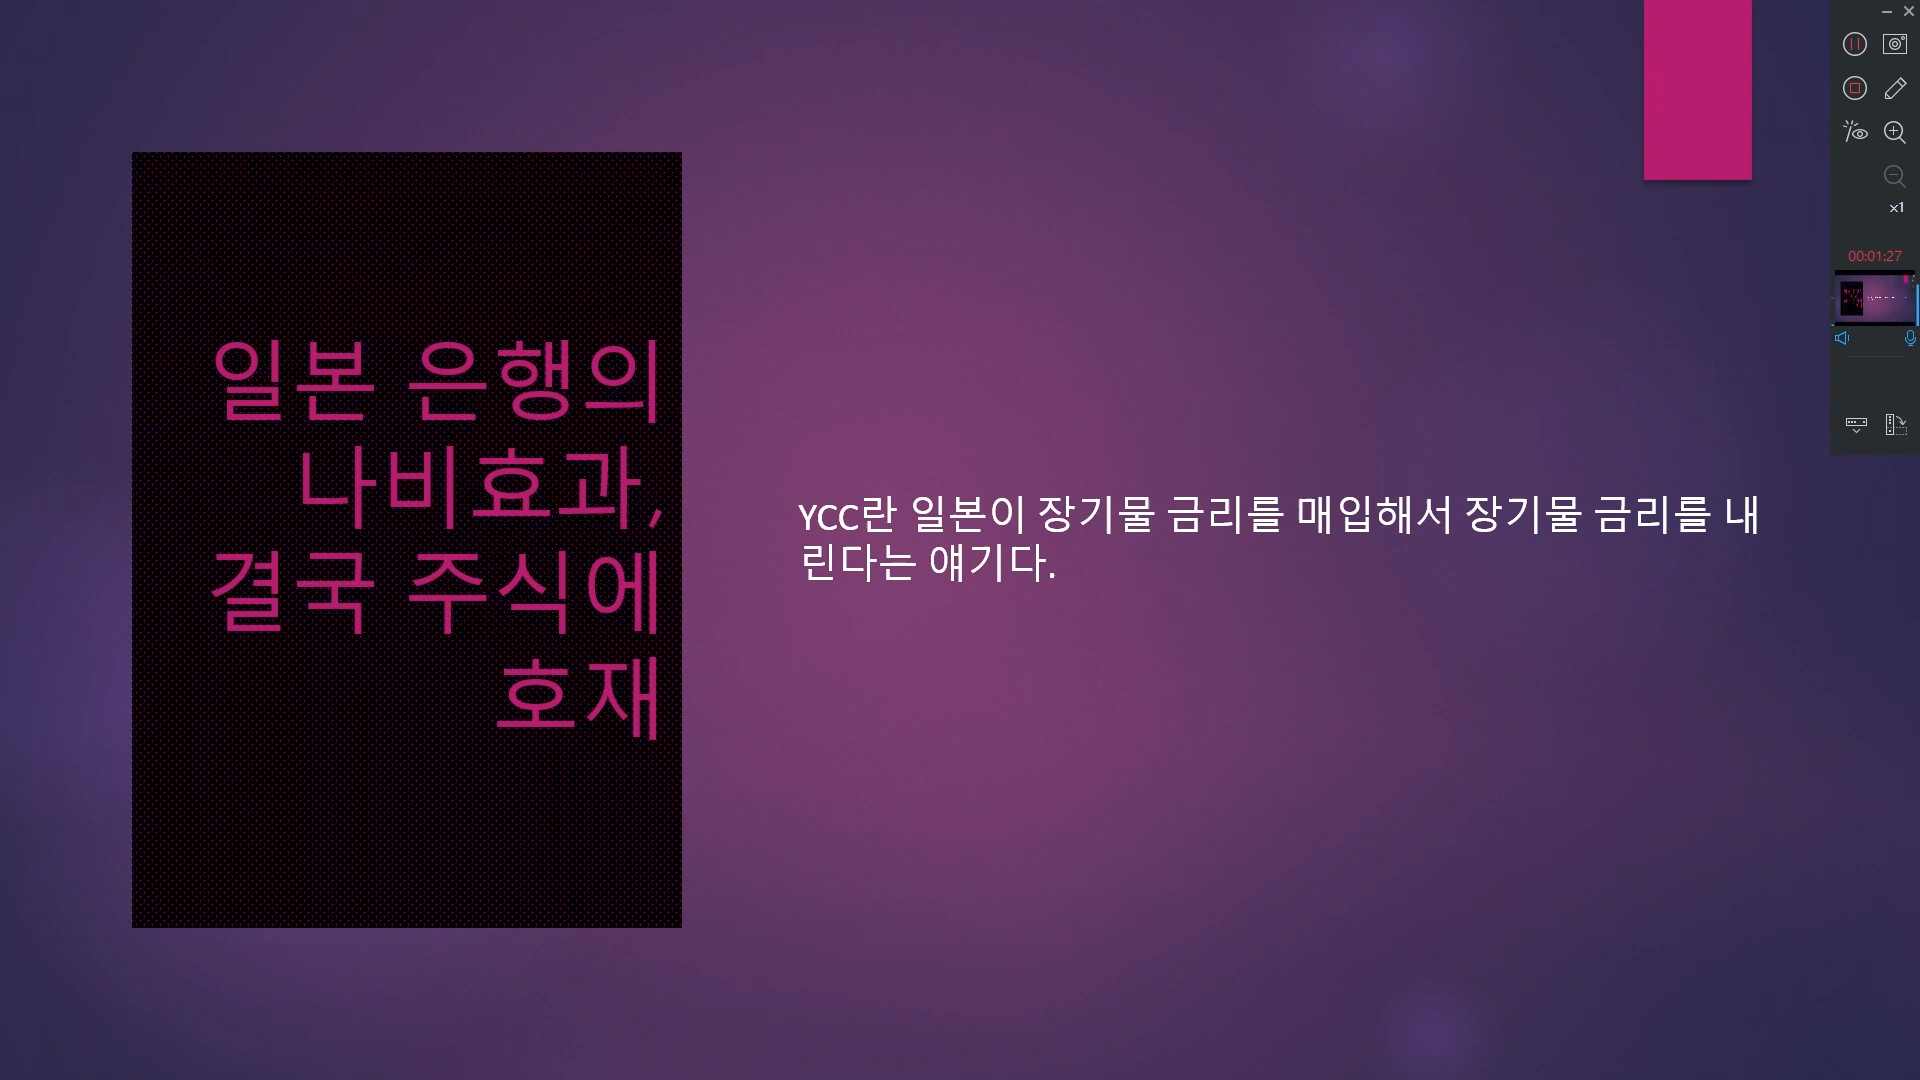 일본 은행의
나비효과,
결국 주식에
호재
YCC란 일본이 장기물 금리를 매입해서 장기물 금리를 내
린다는 얘기다.
x1
00:01:27